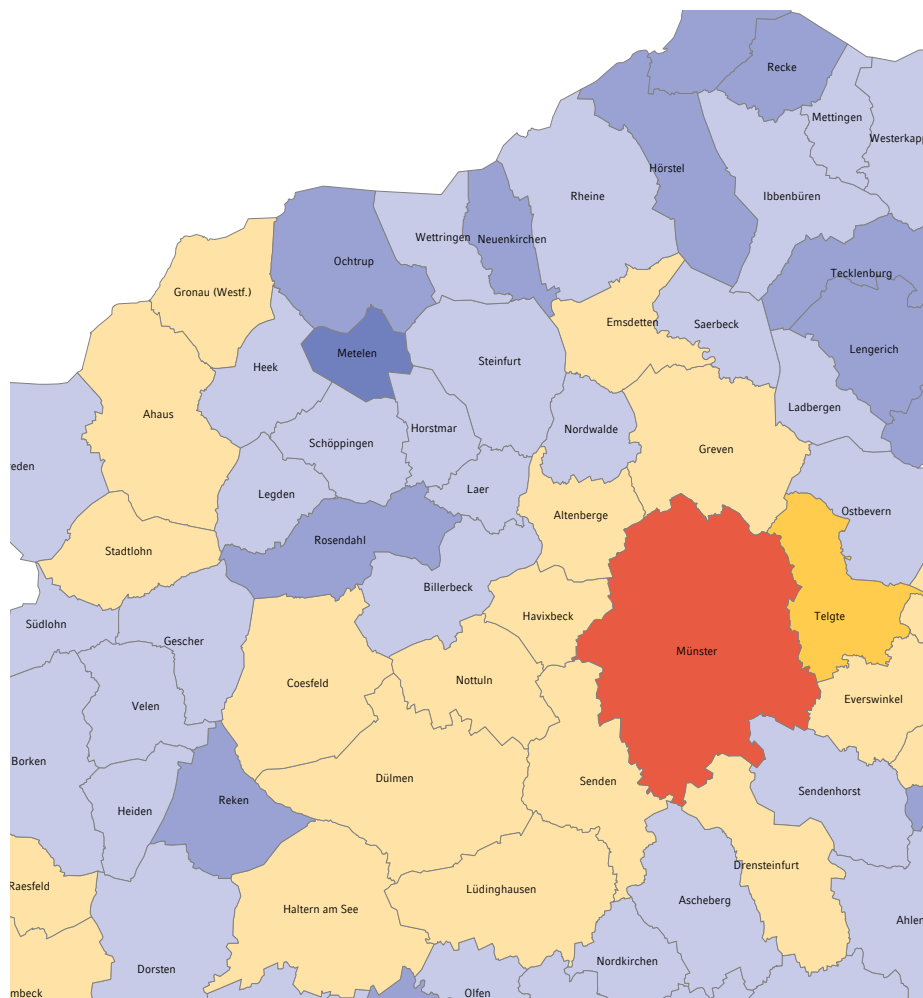 Recke
Mettingen
Westerkapp
Hörstel
Rheine
Ibbenbüren
Wettringen
Neuenkirchen
Ochtrup
Tecklenburg
Gronau (Westf.)
Emsdetten
Saerbeck
Metelen
Lengerich
Steinfurt
Heek
Ladbergen
Ahaus
Horstmar
Nordwalde
Schöppingen
Greven
reden
Laer
Legden
Ostbevern
Altenberge
Rosendahl
Stadtlohn
Billerbeck
Havixbeck
Telgte
Südlohn
Gescher
Münster
Nottuln
Coesfeld
Everswinkel
Velen
Borken
Dülmen
Senden
Sendenhorst
Reken
Heiden
Drensteinfurt
Raesfeld
Lüdinghausen
Ascheberg
Haltern am See
Ahlen
Nordkirchen
Dorsten
mbeck
Olfen